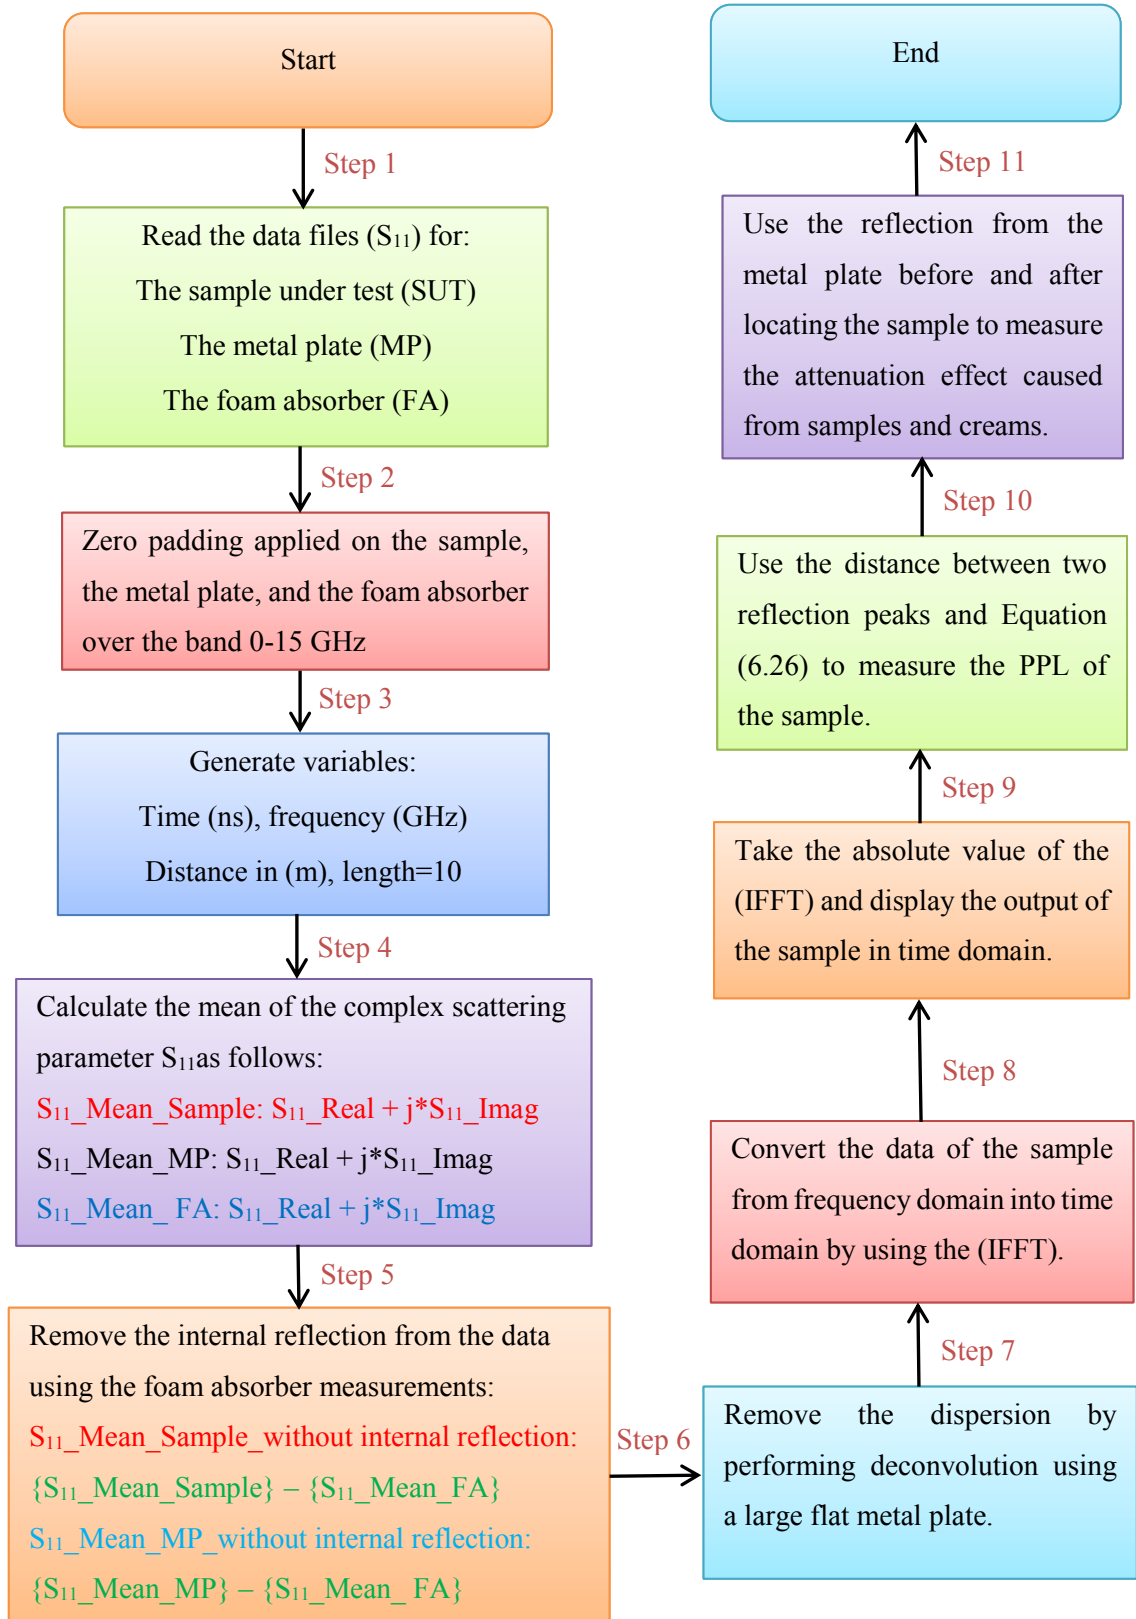 Start
Step 1
Read the data files (S₁₁) for:
The sample under test (SUT)
The metal plate (MP)
The foam absorber (FA)
Step 2
Zero padding applied on the sample,
the metal plate, and the foam absorber
over the band 0-15 GHz
Step 3
Generate variables:
Time (ns), frequency (GHz)
Distance in (m), length=10
Step 4
Calculate the mean of the complex scattering
parameter S₁₁as follows:
S₁₁_Mean_Sample: S₁₁_Real + j*S₁₁_Imag
S₁₁_Mean_MP: S₁₁_Real + j*S₁₁_Imag
S₁₁_Mean_ FA: S₁₁_Real + j*S₁₁_Imag
Step 5
Remove the internal reflection from the data
using the foam absorber measurements:
S₁₁_Mean_Sample_without internal reflection:
{S₁₁_Mean_Sample} – {S₁₁_Mean_FA}
S₁₁_Mean_MP_without internal reflection:
{S₁₁_Mean_MP} – {S₁₁_Mean_ FA}
Step 6
Remove the dispersion by
performing deconvolution using
a large flat metal plate.
Step 7
Convert the data of the sample
from frequency domain into time
domain by using the (IFFT).
Step 8
Take the absolute value of the
(IFFT) and display the output of
the sample in time domain.
Step 9
Use the distance between two
reflection peaks and Equation
(6.26) to measure the PPL of
the sample.
Step 10
Use the reflection from the
metal plate before and after
locating the sample to measure
the attenuation effect caused
from samples and creams.
Step 11
End